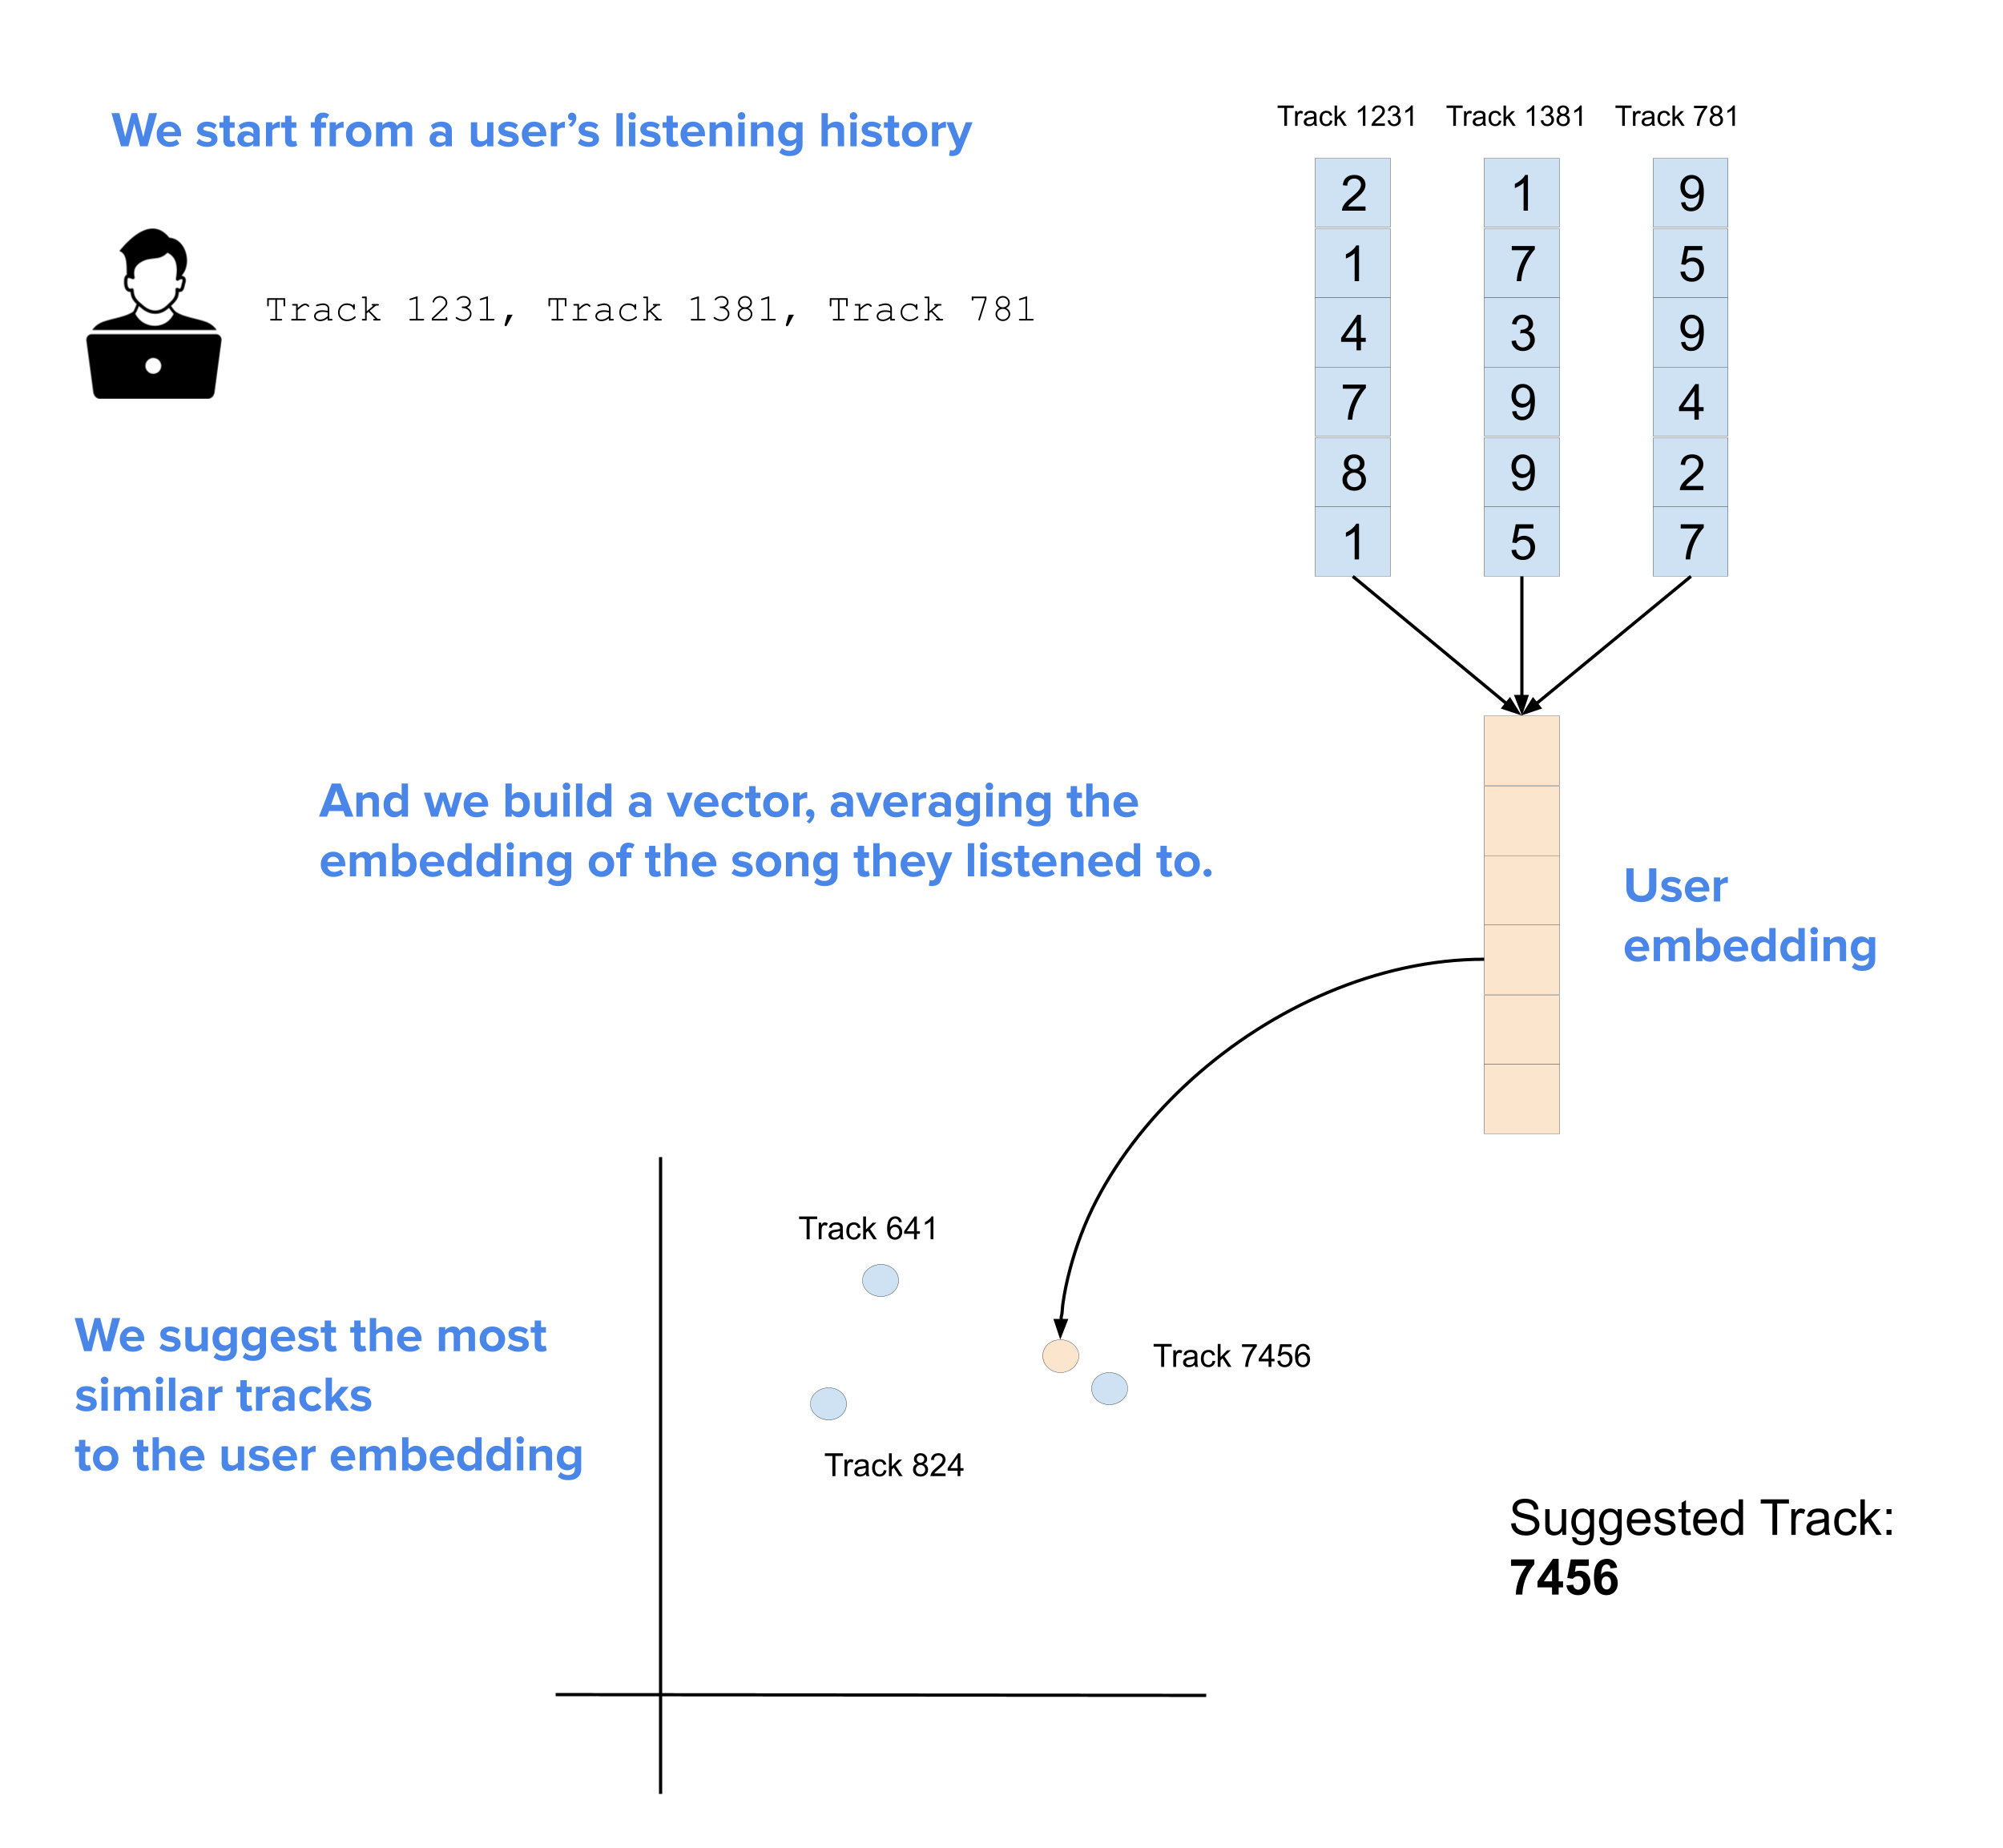 We start from a user’s listening history
Track 1231, Track 1381, Track 781
Track 1231 Track 1381 Track 781
2 1 9
1 7 5
4 3 9
7 9 4
8 9 2
1 5 7
And we build a vector, averaging the
embedding of the song they listened to.
User
embedding
We suggest the most
similar tracks
to the user embedding
Track 641
Track 7456
Track 824
Suggested Track:
7456